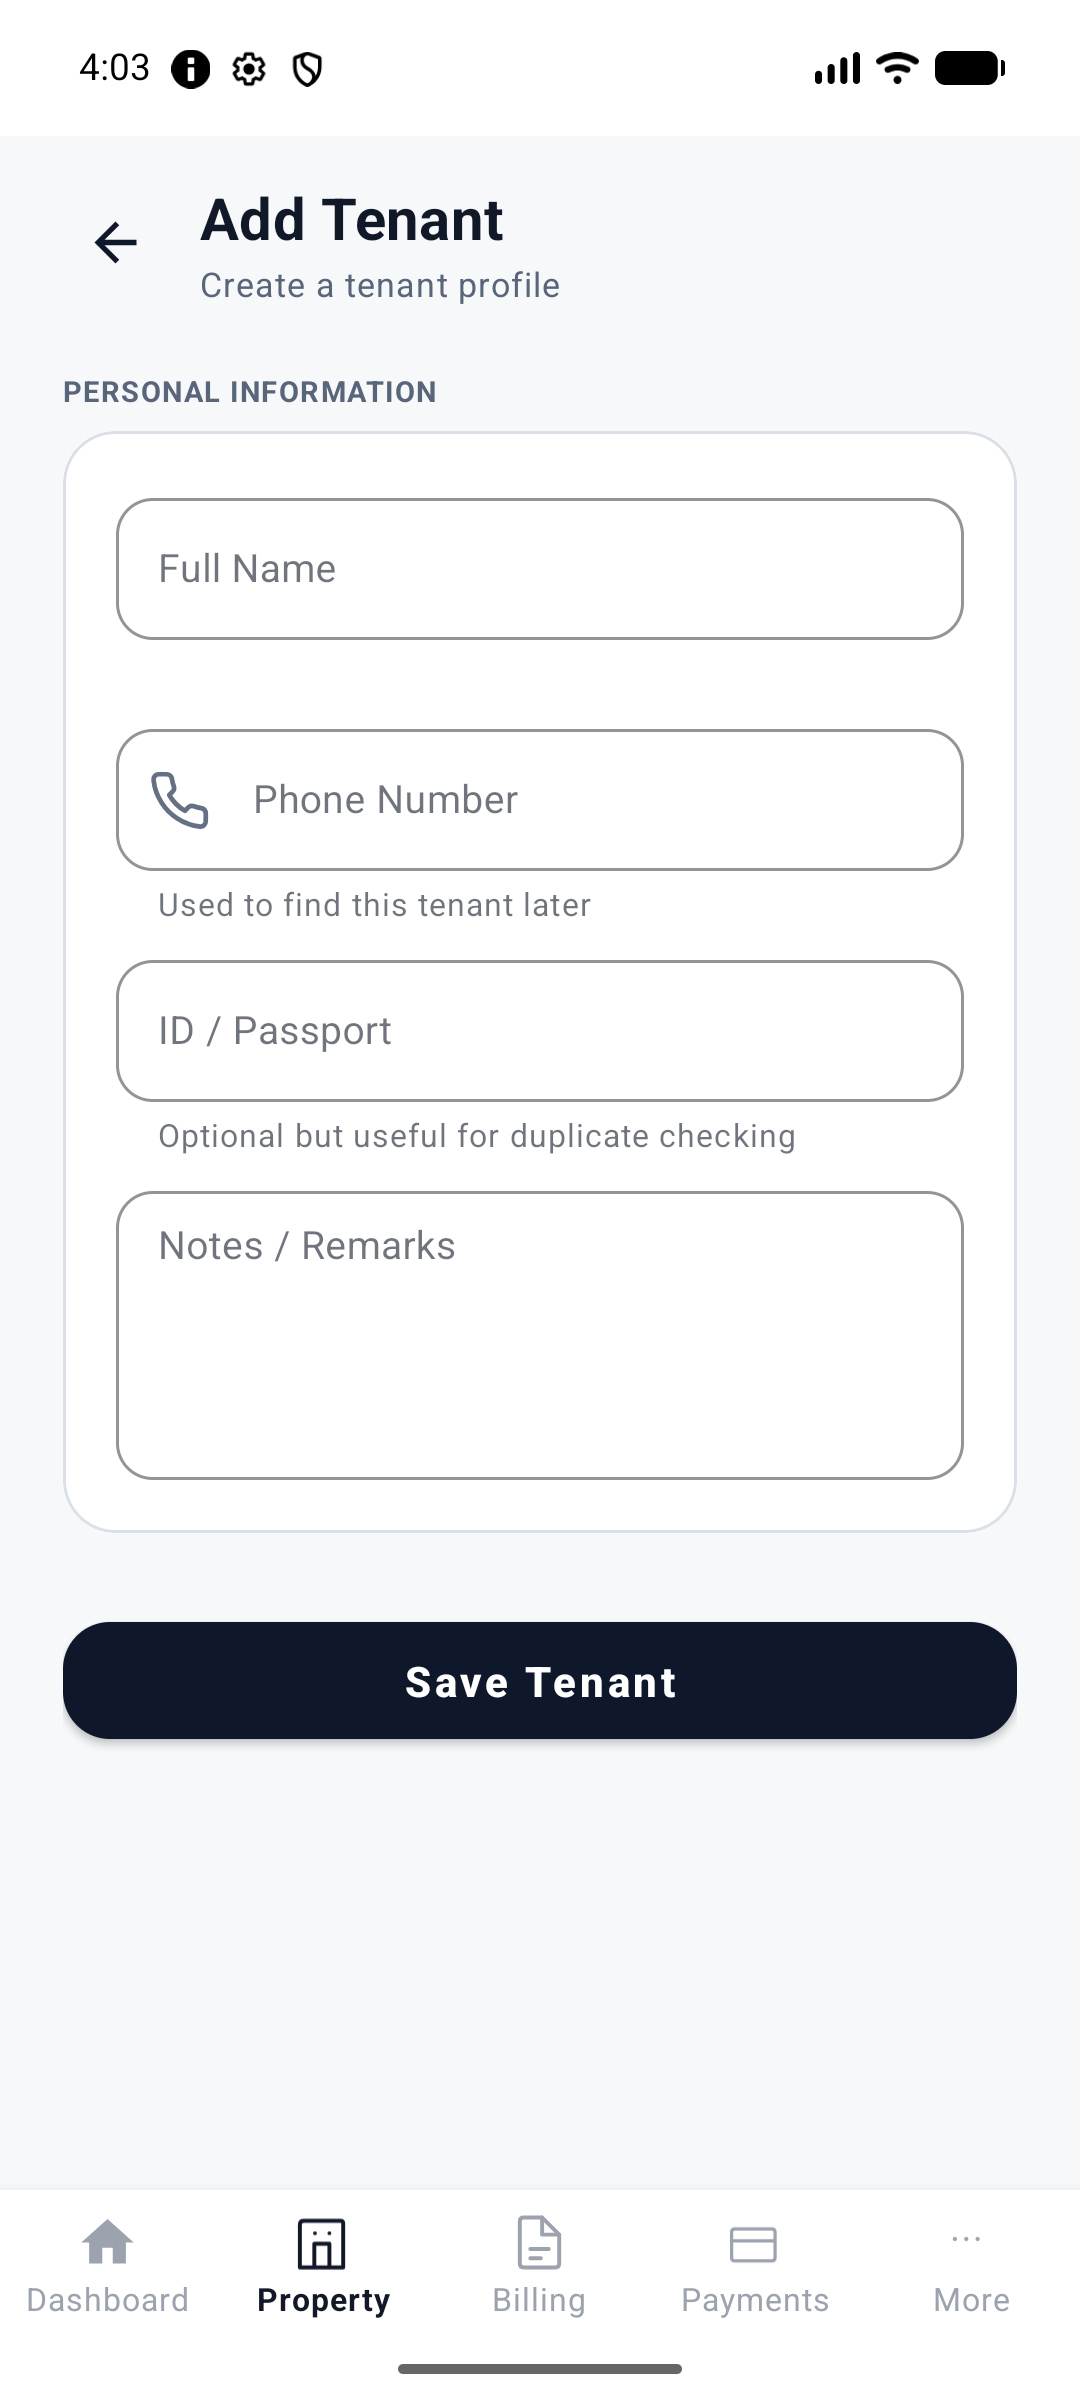 4:03
Add Tenant
Create a tenant profile
PERSONAL INFORMATION
Full Name
Phone Number
Used to find this tenant later
ID / Passport
Optional but useful for duplicate checking
Notes / Remarks
Save Tenant
Dashboard Property Billing Payments More